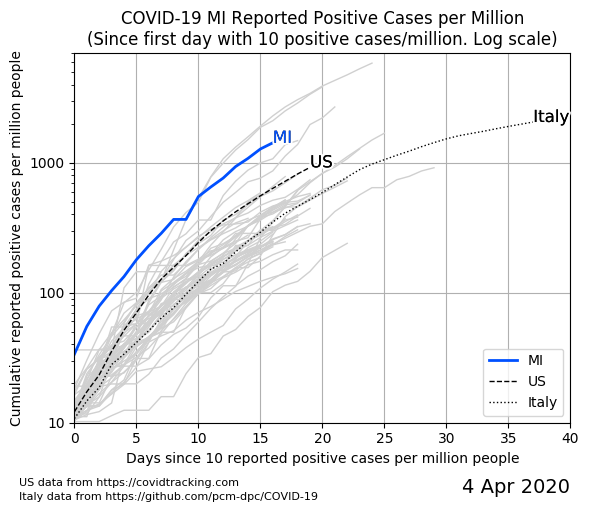 COVID-19 MI Reported Positive Cases per Million
(Since first day with 10 positive cases/million. Log scale)
Cumulative reported positive cases per million people
1000
100
10
MI
US
Italy
MI
US
Italy
0 5 10 15 20 25 30 35 40
Days since 10 reported positive cases per million people
US data from https://covidtracking.com
Italy data from https://github.com/pcm-dpc/COVID-19
4 Apr 2020